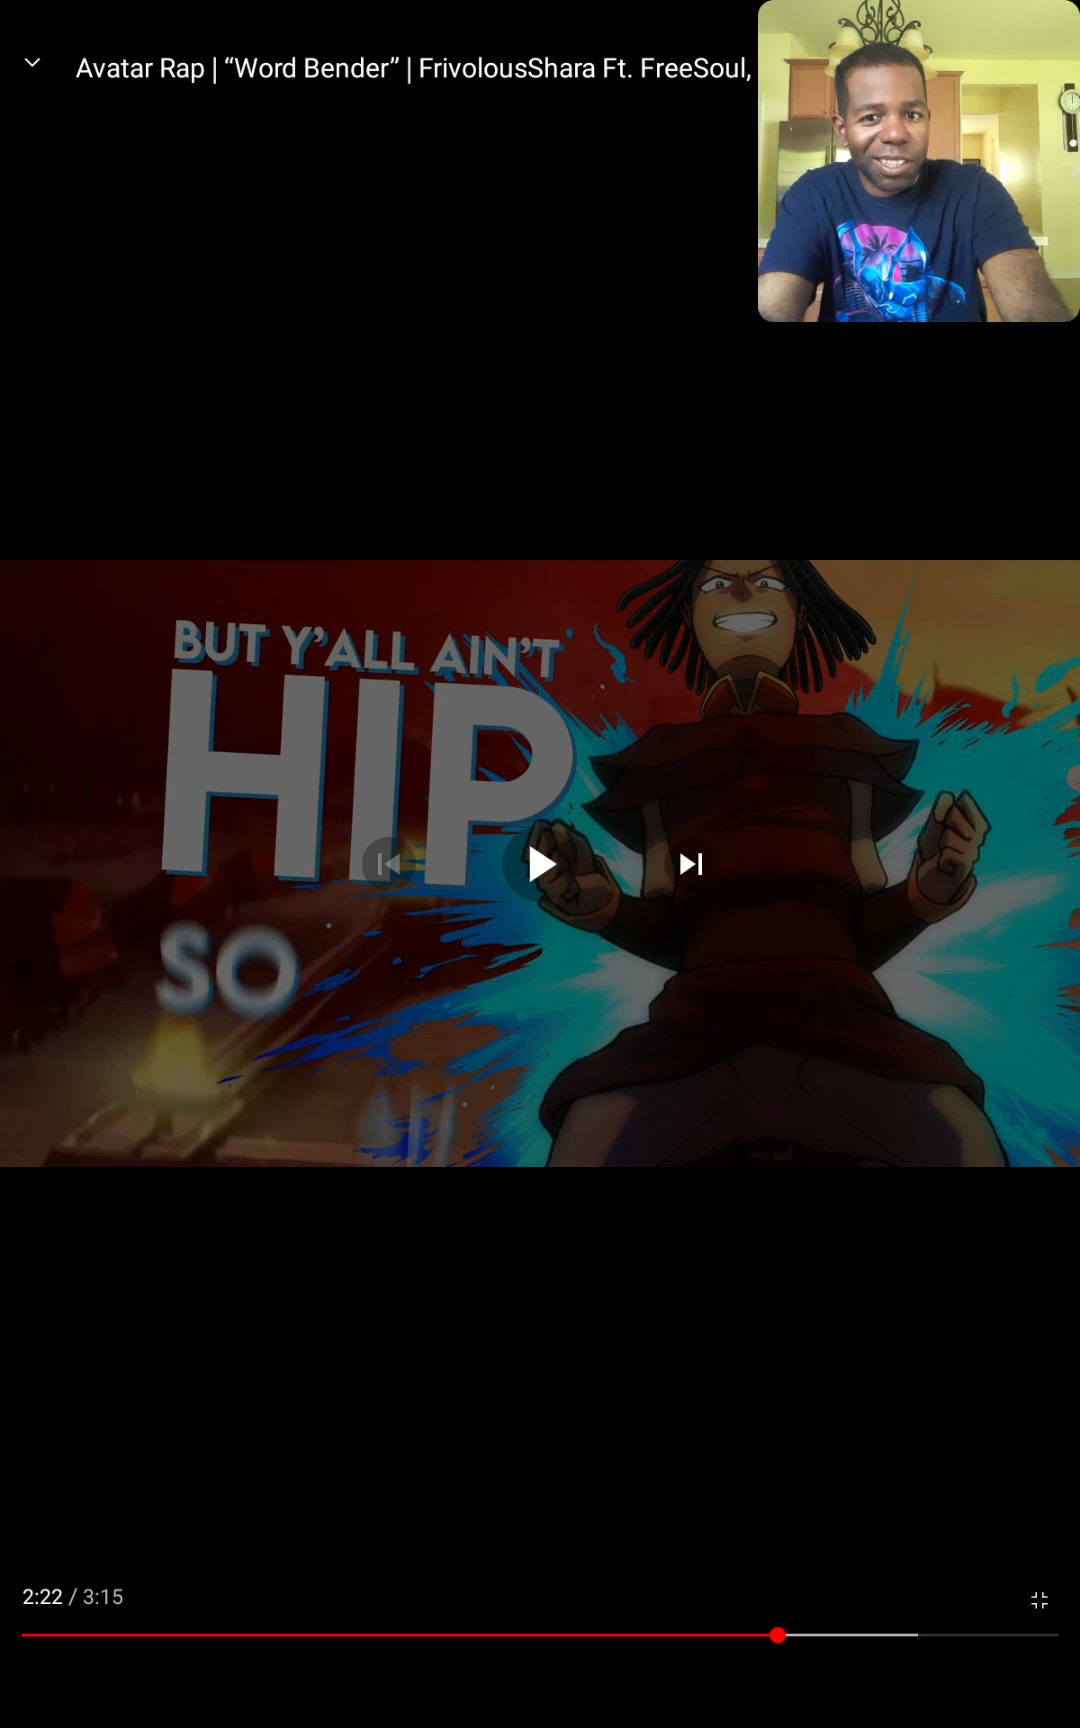 Avatar Rap | “Word Bender” | FrivolousShara Ft. FreeSoul,
BUT Y’ALL AIN’T
HIP
SO
2:22 / 3:15